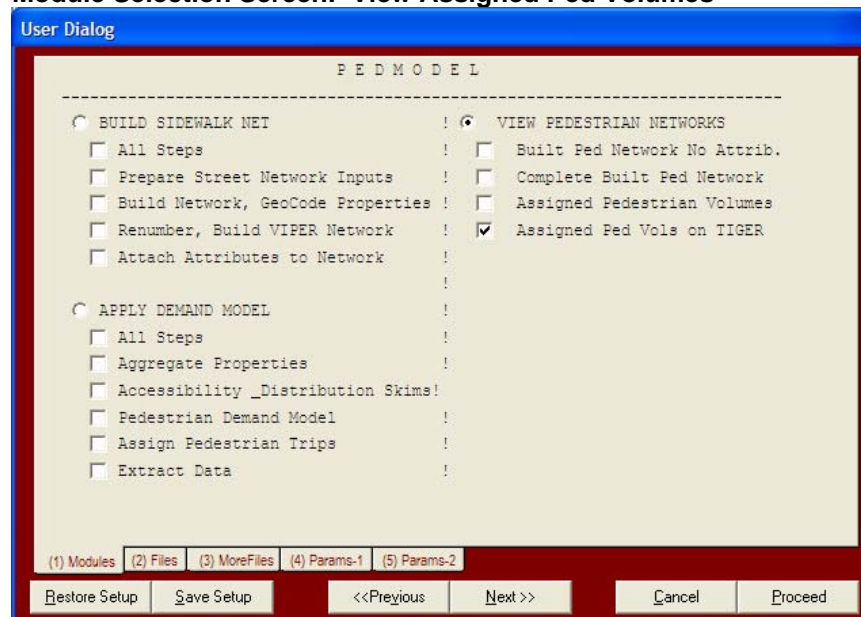 Module Selection Screen: View Assigned Ped Volumes
User Dialog
P E D M O D E L
--------------------------------------------------------------------------------
BUILD SIDEWALK NET ! VIEW PEDESTRIAN NETWORKS
All Steps ! Built Ped Network No Attrib.
Prepare Street Network Inputs ! Complete Built Ped Network
Build Network, GeoCode Properties ! Assigned Pedestrian Volumes
Renumber, Build VIPER Network ! Assigned Ped Vols on TIGER
Attach Attributes to Network !
!
APPLY DEMAND MODEL !
All Steps !
Aggregate Properties !
Accessibility _Distribution Skims!
Pedestrian Demand Model !
Assign Pedestrian Trips !
Extract Data !
(1) Modules (2) Files (3) MoreFiles (4) Params-1 (5) Params-2
Restore Setup Save Setup <<Previous Next >> Cancel Proceed